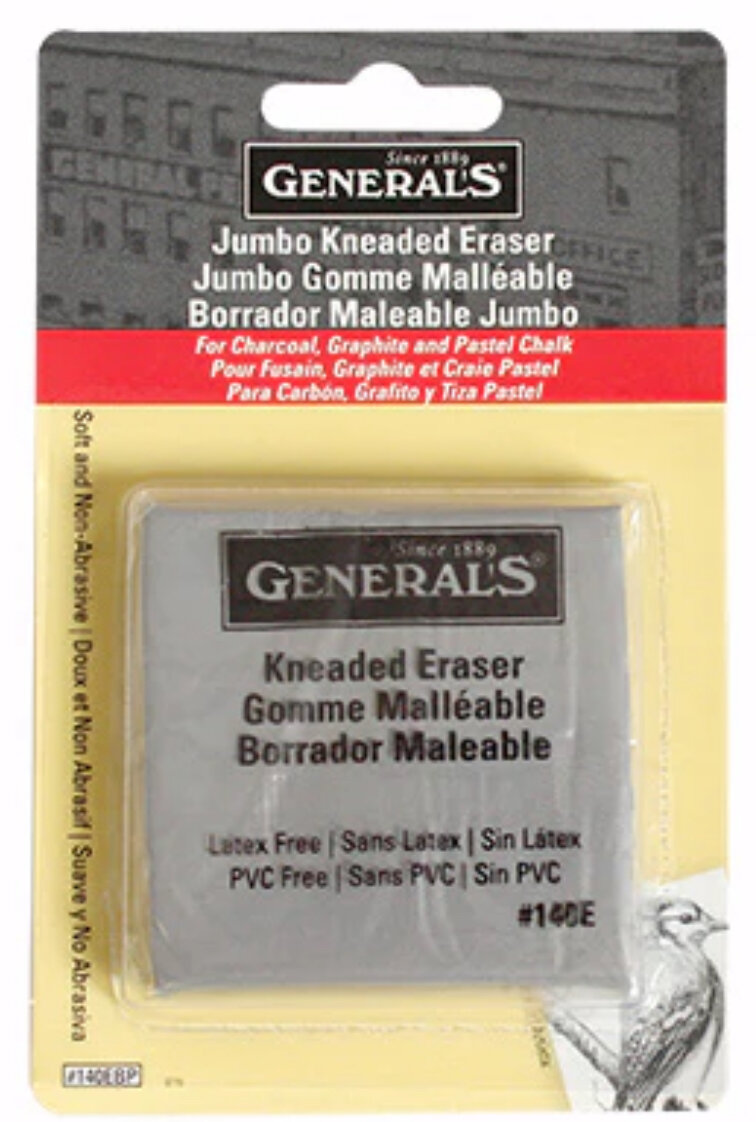 Since 1889
GENERAL'S®
Jumbo Kneaded Eraser
Jumbo Gomme Malléable
Borrador Maleable Jumbo
For Charcoal, Graphite and Pastel Chalk
Pour Fusain, Graphite et Craie Pastel
Para Carbón, Grafito y Tiza Pastel
Soft and Non-Abrasive | Doux et Non Abrasif | Suave y No Abrasiva
Since 1889
GENERAL'S®
Kneaded Eraser
Gomme Malléable
Borrador Maleable
Latex Free | Sans Latex | Sin Látex
PVC Free | Sans PVC | Sin PVC
#140E
#140EBP
GENERAL
OFFICE